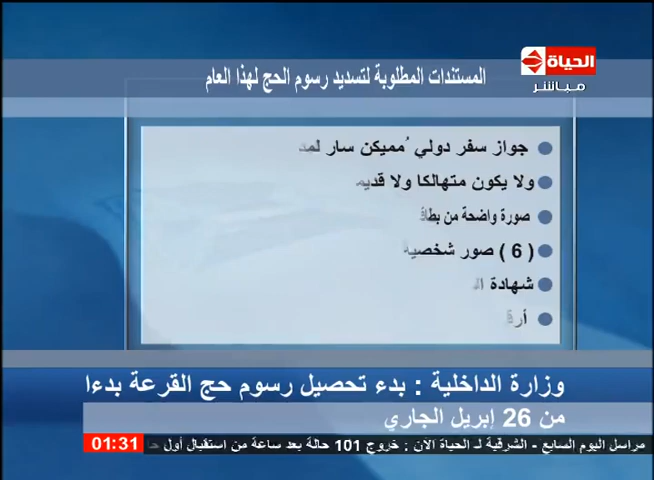 الحياة
مباشر
المستندات المطلوبة لتسديد رسوم الحج لهذا العام
جواز سفر دولي ُمميكن سار لمد
ولا يكون متهالكا ولا قديم
صورة واضحة من بطاق
( 6 ) صور شخصية
شهادة
وزارة الداخلية : بدء تحصيل رسوم حج القرعة بدءا
من 26 إبريل الجاري
مراسل اليوم السابع - الشرقية لـ الحياة الآن : خروج 101 حالة بعد ساعة من استقبال أول
01:31